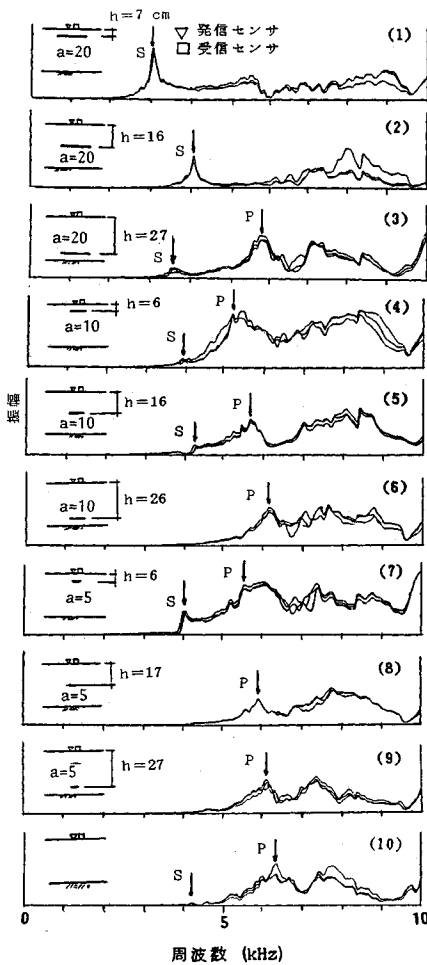 h=7 cm
▽ 発信センサ
□ 受信センサ
(1)
a=20
S
(2)
h=16
a=20
S
(3)
a=20
h=27
S
P
(4)
h=6
a=10
S
P
(5)
h=16
a=10
S
P
(6)
a=10
h=26
P
(7)
h=6
a=5
S
P
(8)
h=17
a=5
P
(9)
a=5
h=27
P
(10)
S
P
振幅
0
5
10
周波数 (kHz)